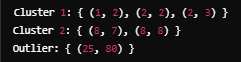 Cluster 1: { (1, 2), (2, 2), (2, 3) }
Cluster 2: { (8, 7), (8, 8) }
Outlier: { (25, 80) }